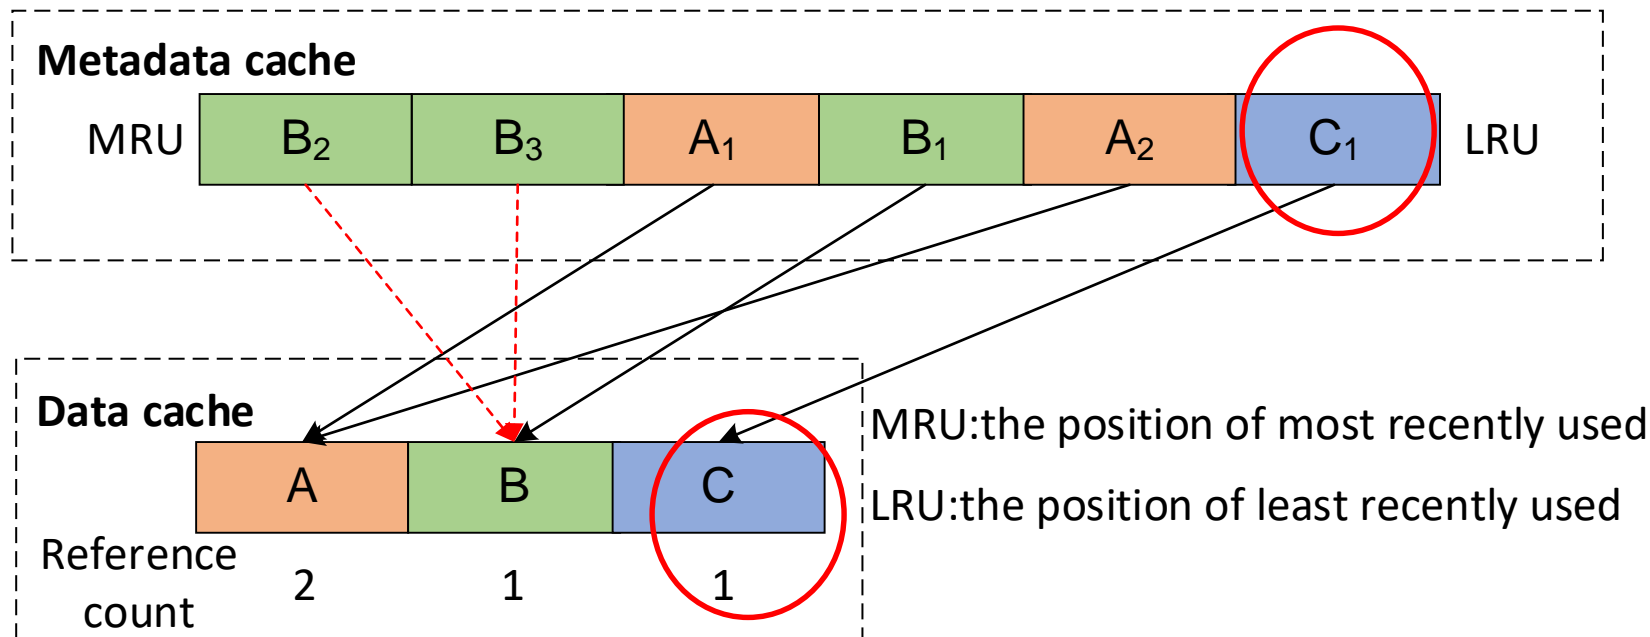 Metadata cache
MRU B₂ B₃ A₁ B₁ A₂ C₁ LRU
Data cache
A B C
Reference count 2 1 1
MRU:the position of most recently used
LRU:the position of least recently used